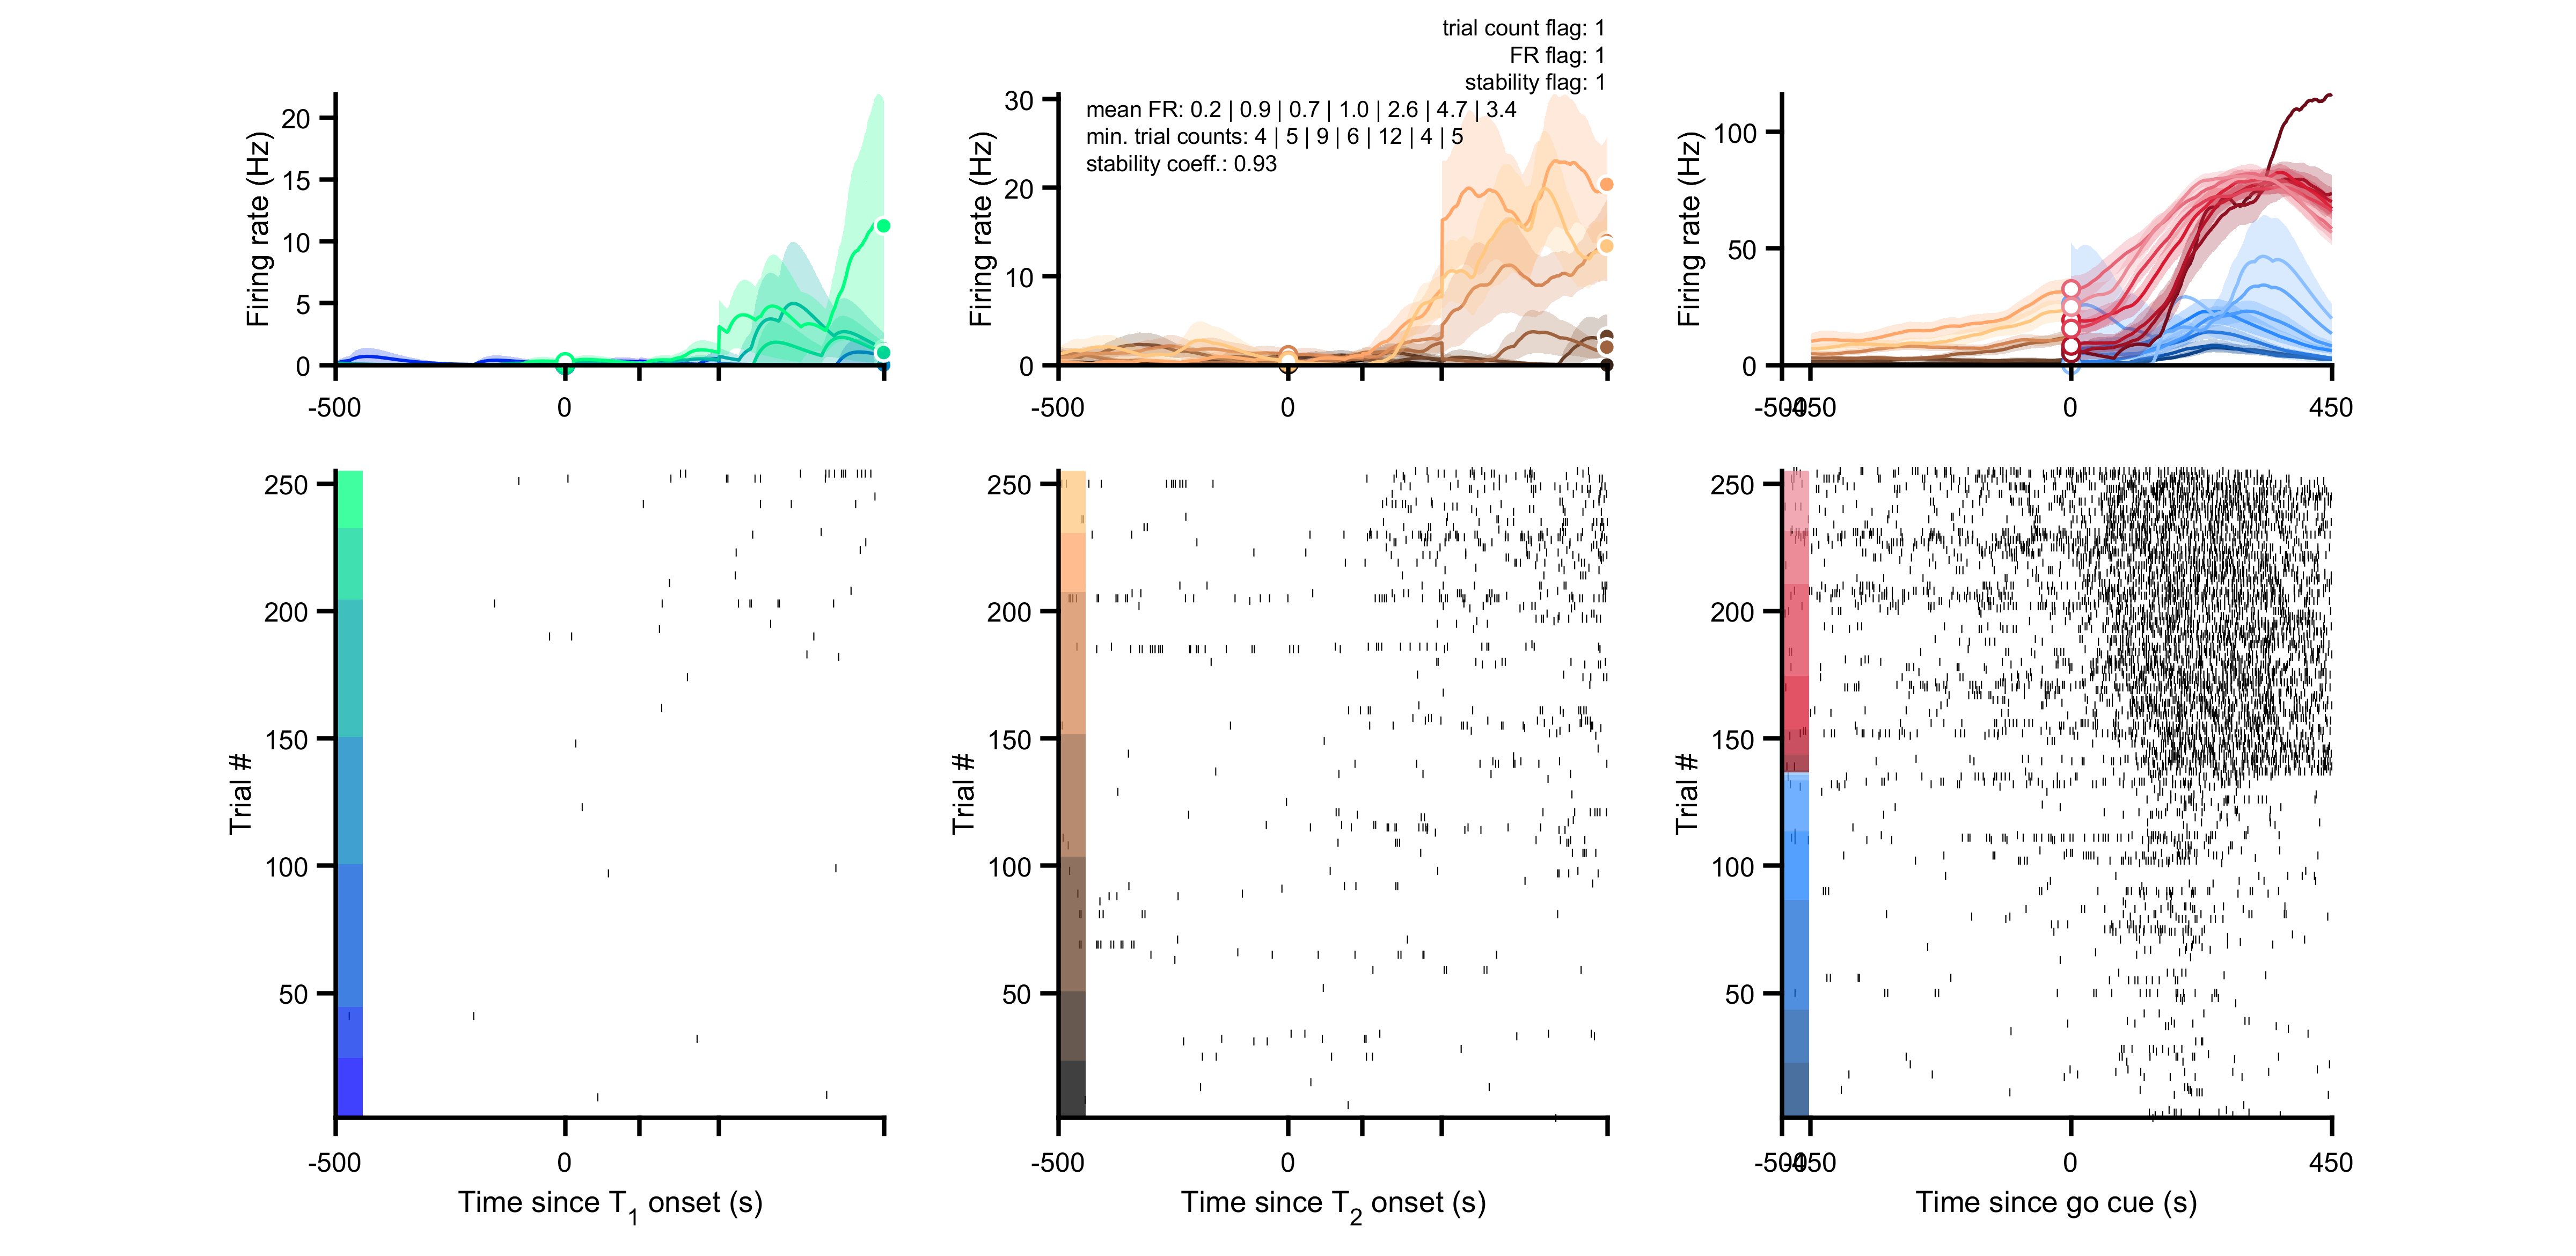 trial count flag: 1
FR flag: 1
stability flag: 1
mean FR: 0.2 | 0.9 | 0.7 | 1.0 | 2.6 | 4.7 | 3.4
min. trial counts: 4 | 5 | 9 | 6 | 12 | 4 | 5
stability coeff.: 0.93
Firing rate (Hz)
20
15
10
5
0
-500
0
Firing rate (Hz)
30
20
10
0
-500
0
Firing rate (Hz)
100
50
0
-500
-450
0
450
Trial #
250
200
150
100
50
-500
0
Time since T1 onset (s)
Trial #
250
200
150
100
50
-500
0
Time since T2 onset (s)
Trial #
250
200
150
100
50
-500
-450
0
450
Time since go cue (s)